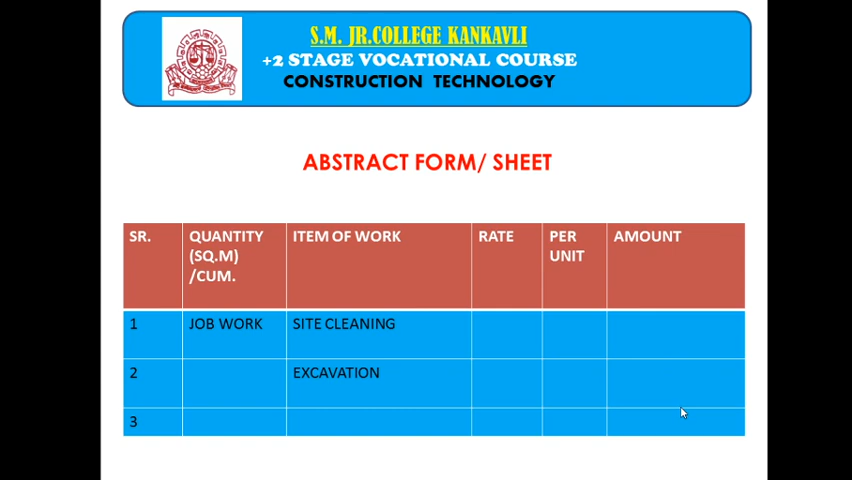 S.M. JR.COLLEGE KANKAVLI
+2 STAGE VOCATIONAL COURSE
CONSTRUCTION TECHNOLOGY
ABSTRACT FORM/ SHEET
SR. QUANTITY (SQ.M) /CUM. ITEM OF WORK RATE PER UNIT AMOUNT
1 JOB WORK SITE CLEANING
2 EXCAVATION
3